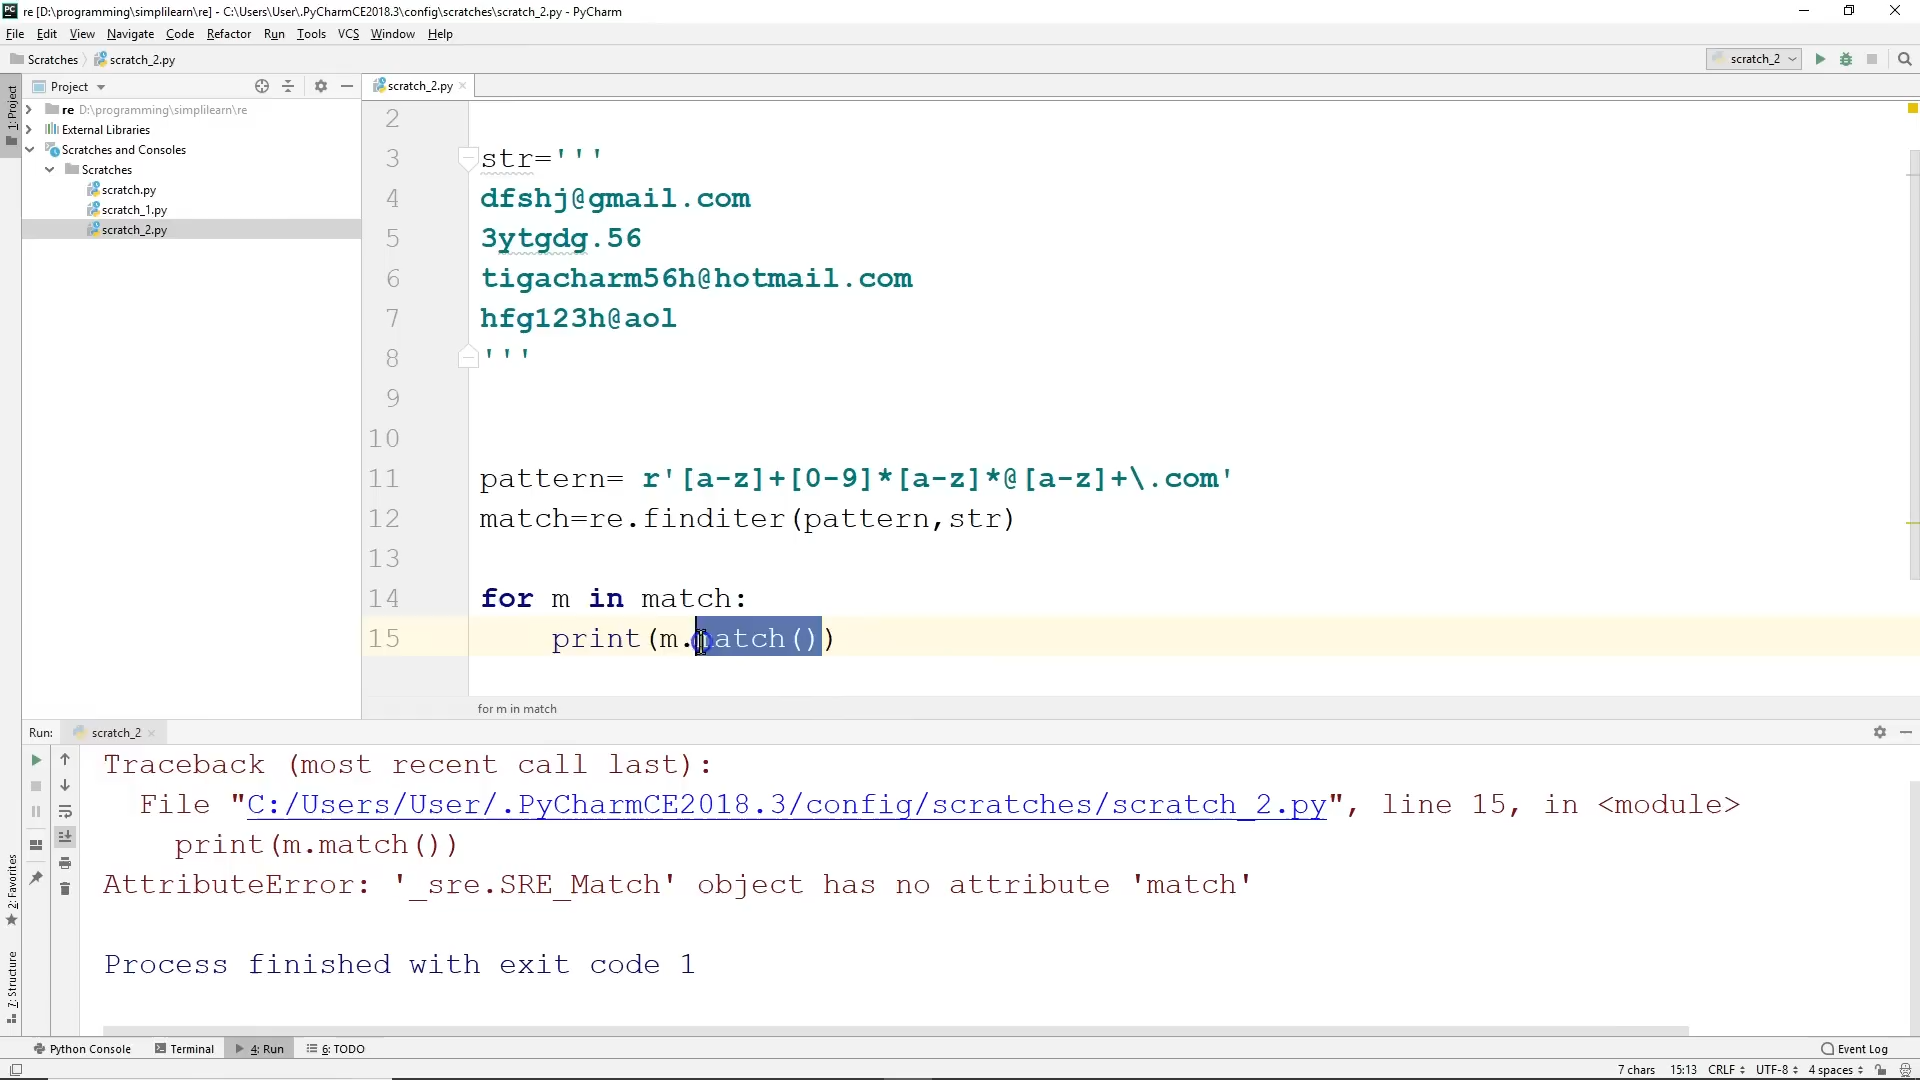 re [D:\programming\simplilearn\re] - C:\Users\User\.PyCharmCE2018.3\config\scratches\scratch_2.py - PyCharm
File Edit View Navigate Code Refactor Run Tools VCS Window Help
Scratches scratch_2.py
scratch_2
1: Project
Project
scratch_2.py
re D:\programming\simplilearn\re
External Libraries
Scratches and Consoles
Scratches
scratch.py
scratch_1.py
scratch_2.py
2
3 str='''
4 dfshj@gmail.com
5 3ytgdg.56
6 tigacharm56h@hotmail.com
7 hfg123h@aol
8 '''
9
10
11 pattern= r'[a-z]+[0-9]*[a-z]*@[a-z]+\.com'
12 match=re.finditer(pattern,str)
13
14 for m in match:
15 print(m.match())
for m in match
Run: scratch_2
Traceback (most recent call last):
File "C:/Users/User/.PyCharmCE2018.3/config/scratches/scratch_2.py", line 15, in <module>
print(m.match())
AttributeError: '_sre.SRE_Match' object has no attribute 'match'
Process finished with exit code 1
2: Favorites
7: Structure
Python Console Terminal 4: Run 6: TODO Event Log
7 chars 15:13 CRLF UTF-8 4 spaces